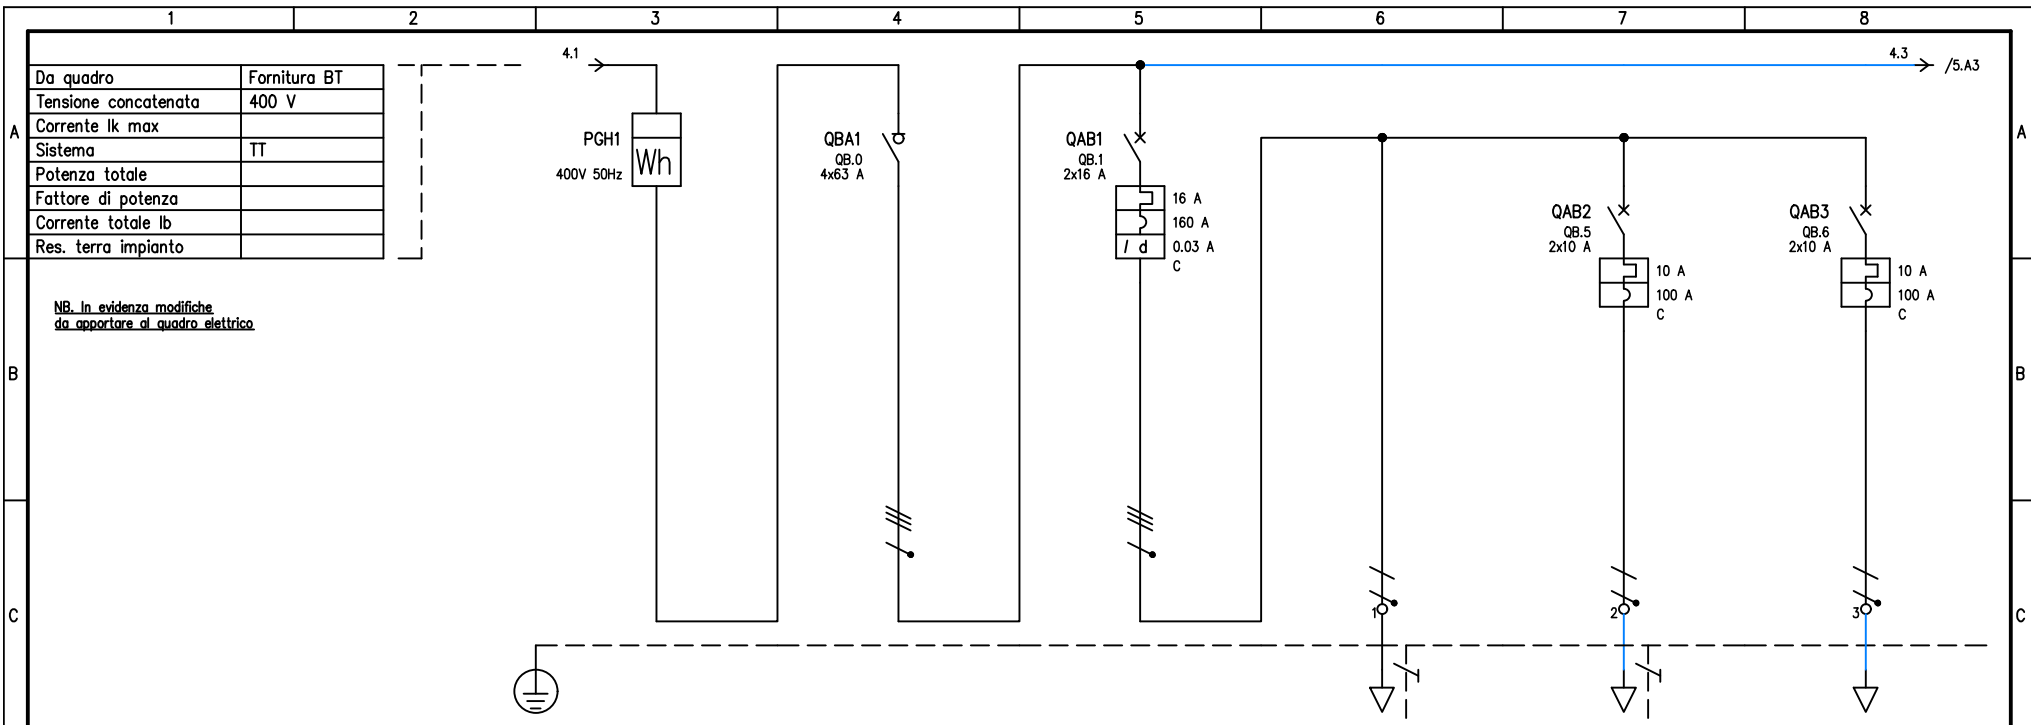 1 2 3 4 5 6 7 8
4.1
4.3
/5.A3
Da quadro Fornitura BT
Tensione concatenata 400 V
Corrente Ik max
Sistema TT
Potenza totale
Fattore di potenza
Corrente totale Ib
Res. terra impianto
NB. In evidenza modifiche
da apportare al quadro elettrico
A
A
PGH1
400V 50Hz
Wh
QBA1
QB.0
4x63 A
QAB1
QB.1
2x16 A
16 A
160 A
I d 0.03 A
C
QAB2
QB.5
2x10 A
10 A
100 A
C
QAB3
QB.6
2x10 A
10 A
100 A
C
B
B
C
1
2
3
C